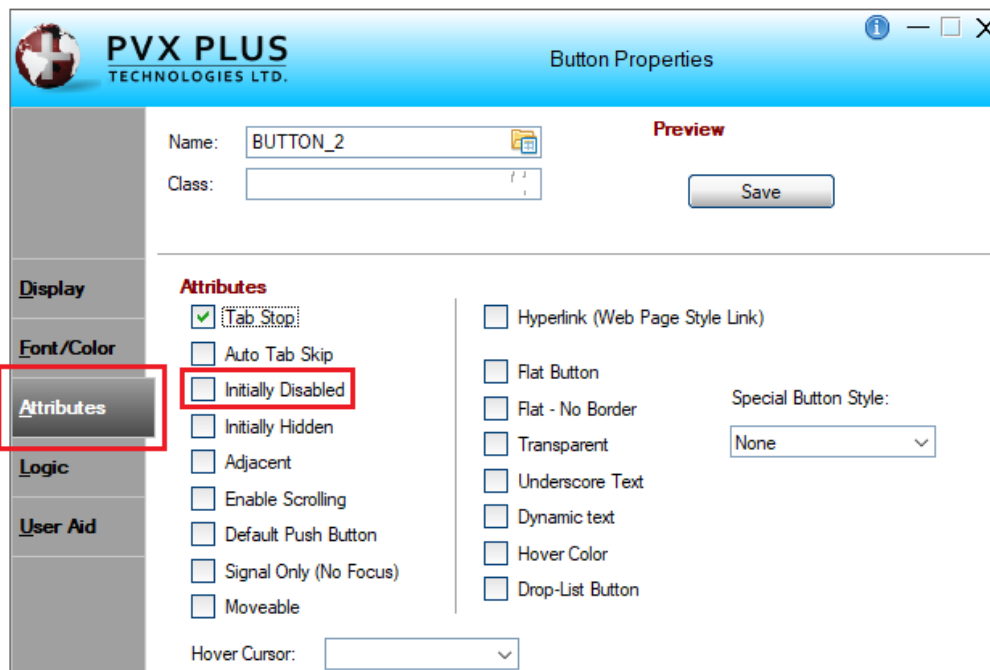 PVX PLUS
TECHNOLOGIES LTD.
Button Properties
Name: BUTTON_2
Class:
Preview
Save
Display
Font/Color
Attributes
Logic
User Aid
Attributes
Tab Stop
Auto Tab Skip
Initially Disabled
Initially Hidden
Adjacent
Enable Scrolling
Default Push Button
Signal Only (No Focus)
Moveable
Hover Cursor:
Hyperlink (Web Page Style Link)
Flat Button
Flat - No Border
Transparent
Underscore Text
Dynamic text
Hover Color
Drop-List Button
Special Button Style:
None